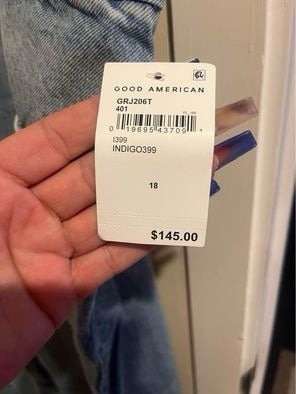 GOOD AMERICAN
GRJ206T
401
0 19695 43709 4
I399
INDIGO399
18
$145.00